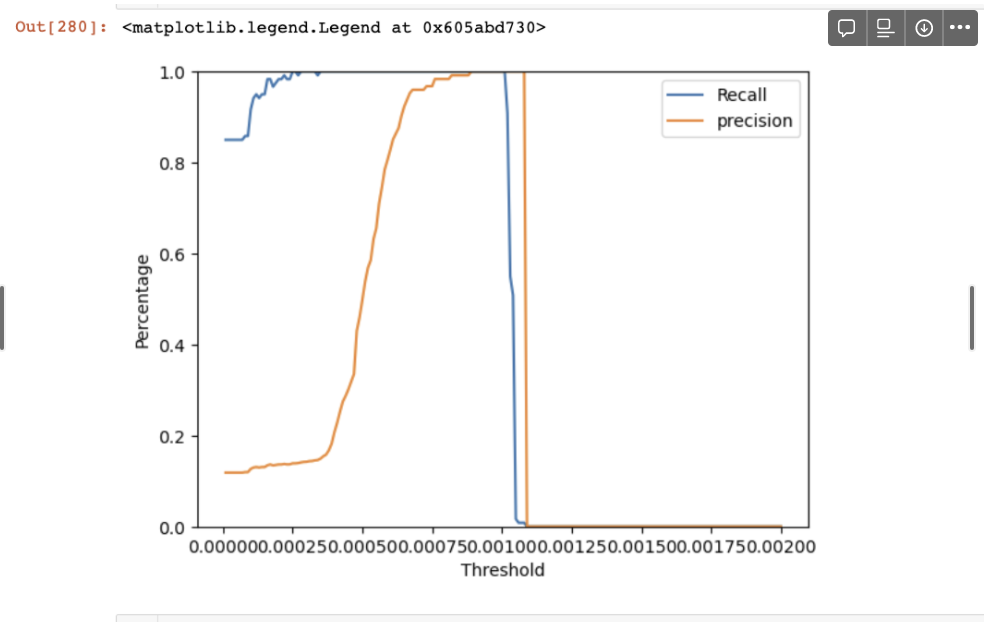 Out[280]: <matplotlib.legend.Legend at 0x605abd730>
1.0
Recall
precision
0.8
0.6
Percentage
0.4
0.2
0.0
0.000000.000250.000500.000750.001000.001250.001500.001750.00200
Threshold